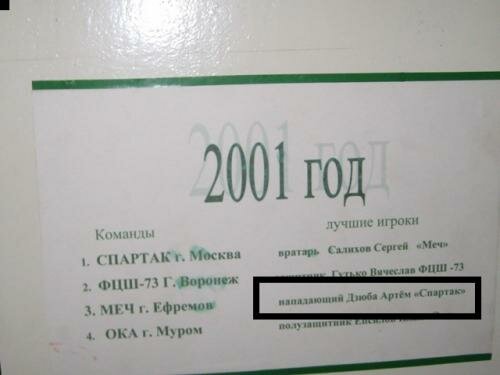 2001 год
Команды
1. СПАРТАК г. Москва
2. ФЦШ-73 Г. Воронеж
3. МЕЧ г. Ефремов
4. ОКА г. Муром
лучшие игроки
вратарь Салихов Сергей «Меч»
защитник Гутько Вячеслав ФЦШ -73
нападающий Дзюба Артём «Спартак»
полузащитник